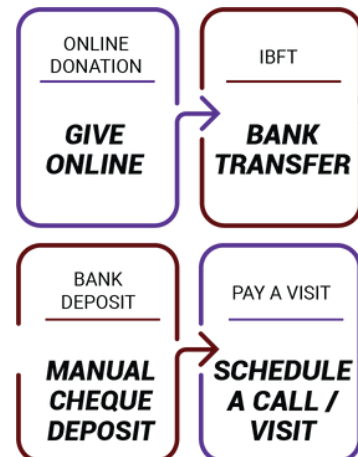 ONLINE
DONATION
GIVE
ONLINE
IBFT
BANK
TRANSFER
BANK
DEPOSIT
MANUAL
CHEQUE
DEPOSIT
PAY A VISIT
SCHEDULE
A CALL /
VISIT